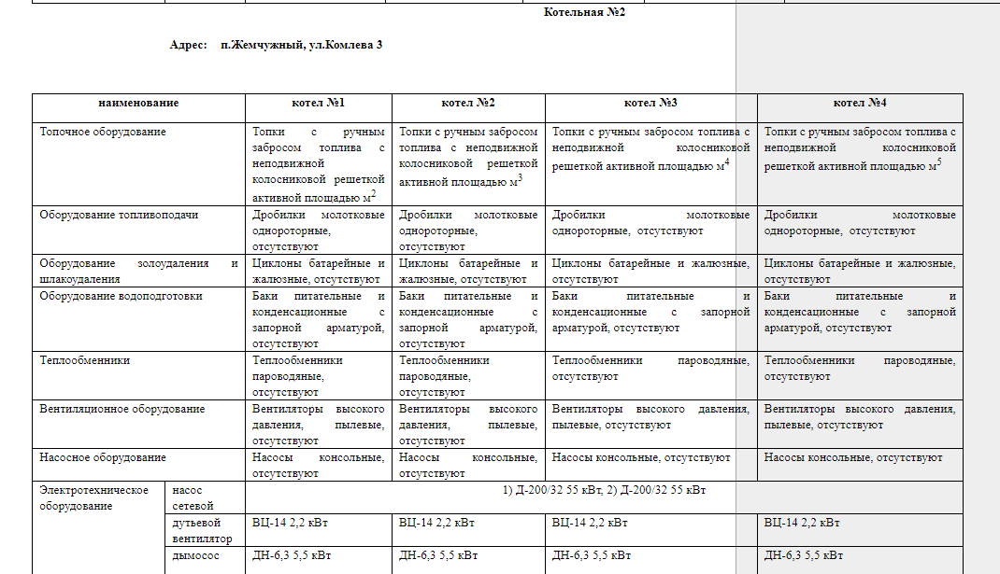 Котельная №2
Адрес: п.Жемчужный, ул.Комлева 3
наименование котел №1 котел №2 котел №3 котел №4
Топочное оборудование
Топки с ручным
забросом топлива с
неподвижной
колосниковой решеткой
активной площадью м2
Топки с ручным забросом
топлива с неподвижной
колосниковой решеткой
активной площадью м3
Топки с ручным забросом топлива с
неподвижной колосниковой
решеткой активной площадью м4
Топки с ручным забросом топлива с
неподвижной колосниковой
решеткой активной площадью м5
Оборудование топливоподачи
Дробилки молотковые
однороторные,
отсутствуют
Дробилки молотковые
однороторные,
отсутствуют
Дробилки молотковые
однороторные, отсутствуют
Дробилки молотковые
однороторные, отсутствуют
Оборудование золоудаления и
шлакоудаления
Циклоны батарейные и
жалюзные, отсутствуют
Циклоны батарейные и
жалюзные, отсутствуют
Циклоны батарейные и жалюзные,
отсутствуют
Циклоны батарейные и жалюзные,
отсутствуют
Оборудование водоподготовки
Баки питательные и
конденсационные с
запорной арматурой,
отсутствуют
Баки питательные и
конденсационные с
запорной арматурой,
отсутствуют
Баки питательные и
конденсационные с запорной
арматурой, отсутствуют
Баки питательные и
конденсационные с запорной
арматурой, отсутствуют
Теплообменники
Теплообменники
пароводяные,
отсутствуют
Теплообменники
пароводяные,
отсутствуют
Теплообменники пароводяные,
отсутствуют
Теплообменники пароводяные,
отсутствуют
Вентиляционное оборудование
Вентиляторы высокого
давления, пылевые,
отсутствуют
Вентиляторы высокого
давления, пылевые,
отсутствуют
Вентиляторы высокого давления,
пылевые, отсутствуют
Вентиляторы высокого давления,
пылевые, отсутствуют
Насосное оборудование
Насосы консольные,
отсутствуют
Насосы консольные,
отсутствуют
Насосы консольные, отсутствуют
Насосы консольные, отсутствуют
Электротехническое
оборудование
насос
сетевой
1) Д-200/32 55 кВт, 2) Д-200/32 55 кВт
дутьевой
вентилятор
ВЦ-14 2,2 кВт ВЦ-14 2,2 кВт ВЦ-14 2,2 кВт ВЦ-14 2,2 кВт
дымосос ДН-6,3 5,5 кВт ДН-6,3 5,5 кВт ДН-6,3 5,5 кВт ДН-6,3 5,5 кВт